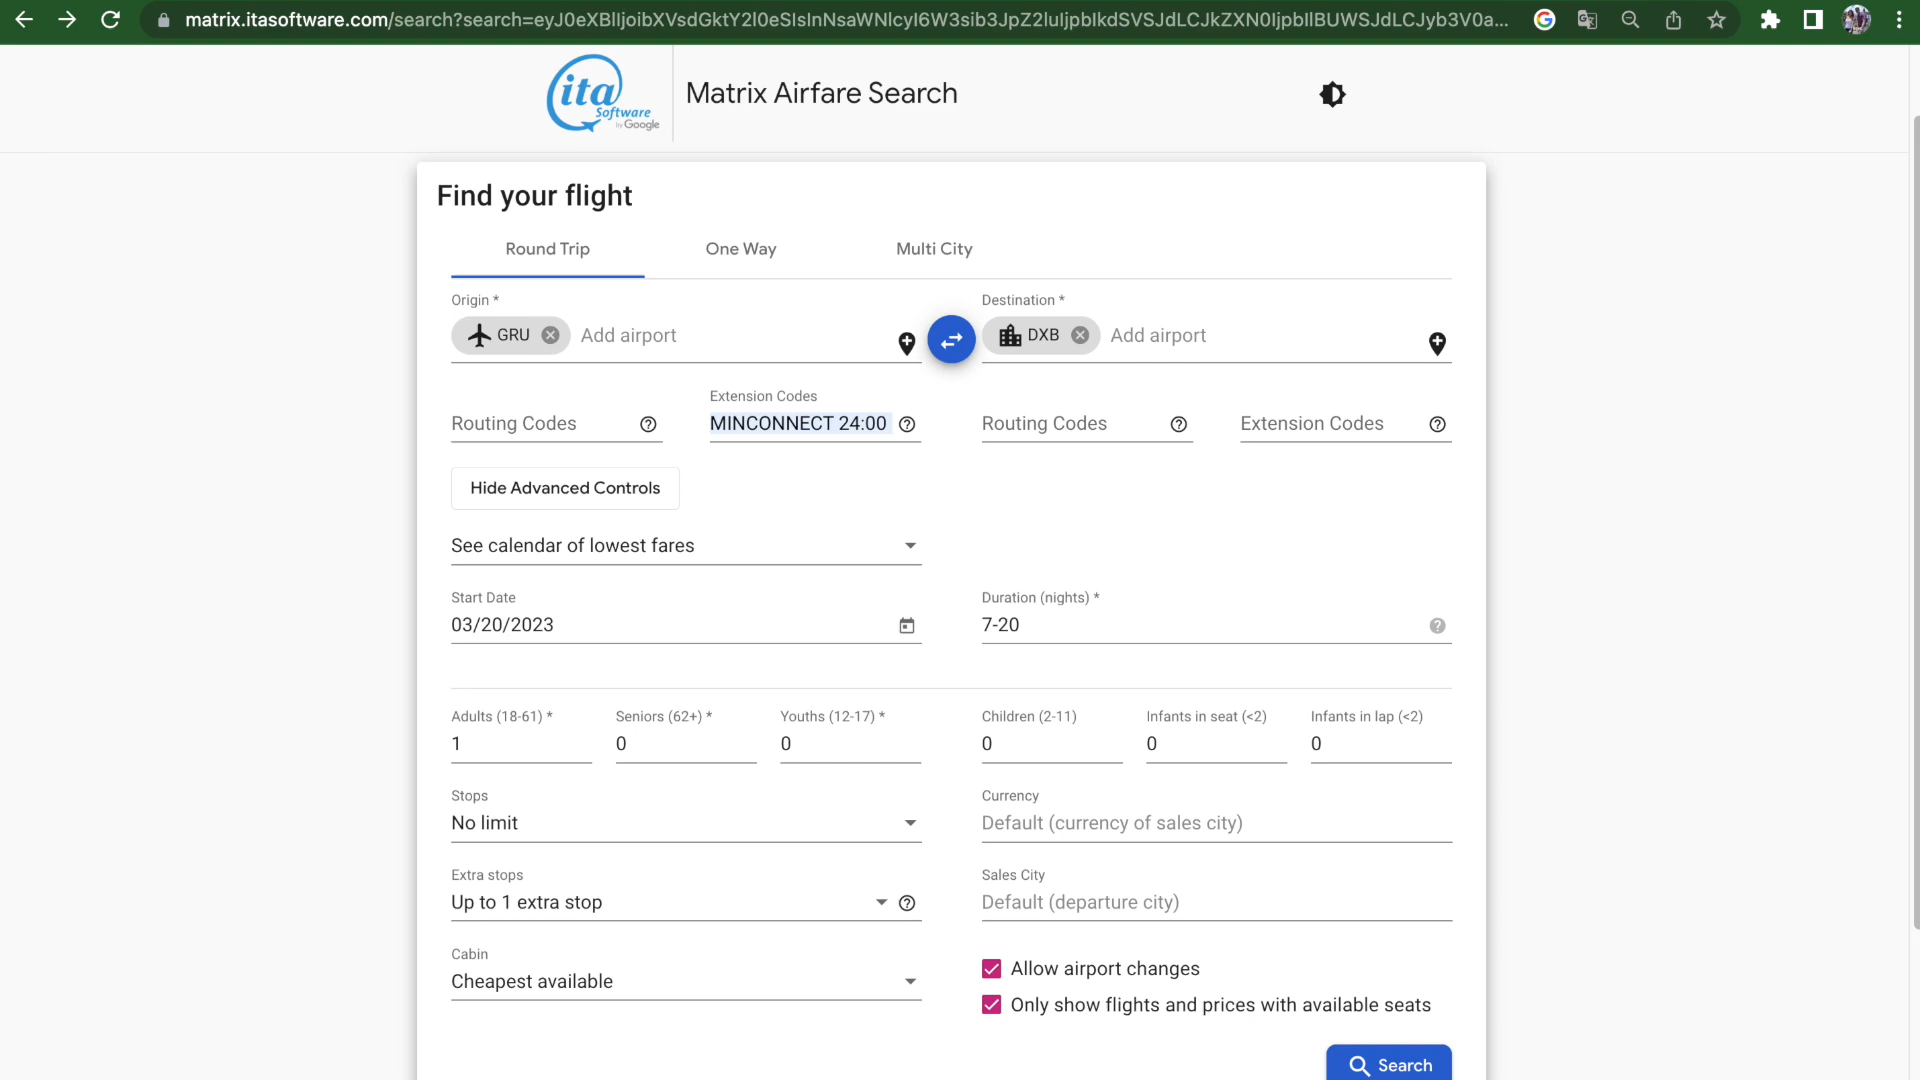 matrix.itasoftware.com/search?search=eyJ0eXBlIjoibXVsdGktY2l0eSIsInNsaWNlcyI6W3sib3JpZ2luIjpbIkdSVSJdLCJkZXN0IjpbIlBUWSJdLCJyb3V0a...
ita
Software
by Google
Matrix Airfare Search
Find your flight
Round Trip
One Way
Multi City
Origin *
Destination *
GRU
Add airport
DXB
Add airport
Extension Codes
Routing Codes
MINCONNECT 24:00
Routing Codes
Extension Codes
Hide Advanced Controls
See calendar of lowest fares
Start Date
Duration (nights) *
03/20/2023
7-20
Adults (18-61) *
Seniors (62+) *
Youths (12-17) *
Children (2-11)
Infants in seat (<2)
Infants in lap (<2)
1
0
0
0
0
0
Stops
Currency
No limit
Default (currency of sales city)
Extra stops
Sales City
Up to 1 extra stop
Default (departure city)
Cabin
Cheapest available
Allow airport changes
Only show flights and prices with available seats
Search